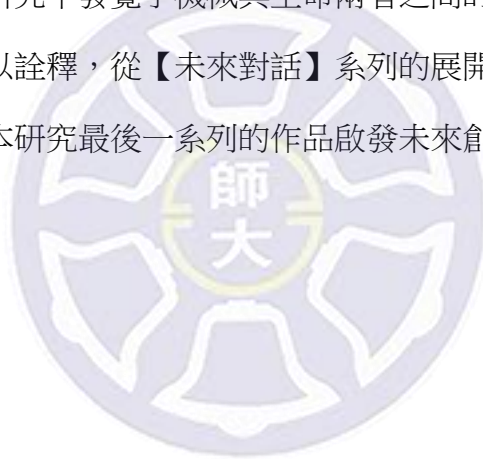 發覺了機械與生命兩者之間的
以詮釋，從【未來對話】系列的展開
本研究最後一系列的作品啟發未來創
師
大